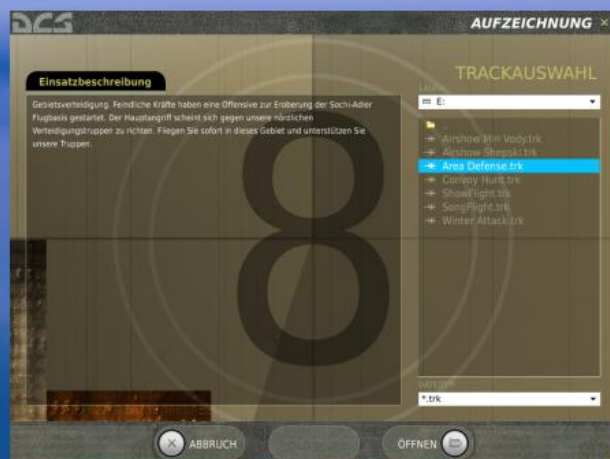 DCS
AUFZEICHNUNG ×
TRACKAUSWAHL
Einsatzbeschreibung
E:
Gebietsverteidigung. Feindliche Kräfte haben eine Offensive zur Eroberung der Sochi-Adler
Flugbasis gestartet. Der Hauptangriff scheint sich gegen unsere nördlichen
Verteidigungstruppen zu richten. Fliegen Sie sofort in dieses Gebiet und unterstützen Sie
unsere Truppen.
..
Airshow Min Vody.trk
Airshow Shepski.trk
Area Defense.trk
Convoy Hunt.trk
ShowFlight.trk
SongFlight.trk
Winter Attack.trk
8
DATEITYP
*.trk
ABBRUCH
ÖFFNEN